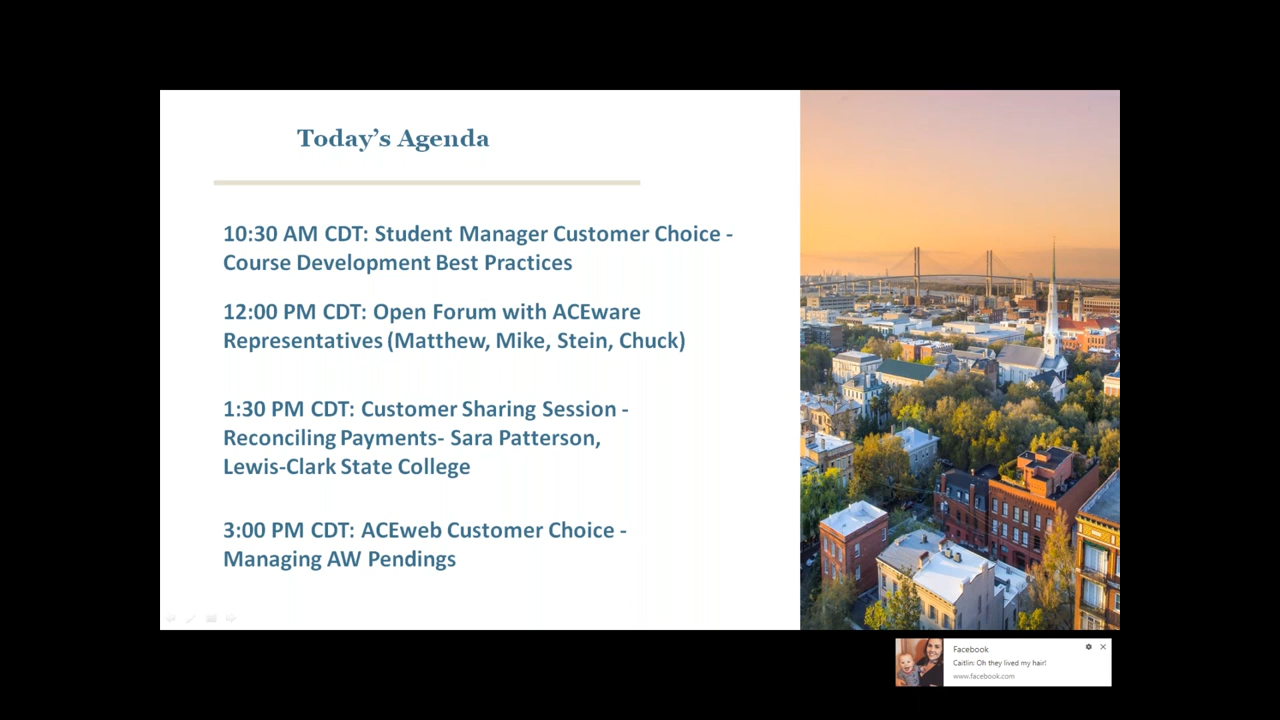 Today's Agenda
10:30 AM CDT: Student Manager Customer Choice -
Course Development Best Practices
12:00 PM CDT: Open Forum with ACEware
Representatives (Matthew, Mike, Stein, Chuck)
1:30 PM CDT: Customer Sharing Session -
Reconciling Payments- Sara Patterson,
Lewis-Clark State College
3:00 PM CDT: ACEweb Customer Choice -
Managing AW Pendings
Facebook
Caitlin: Oh they lived my hair!
www.facebook.com